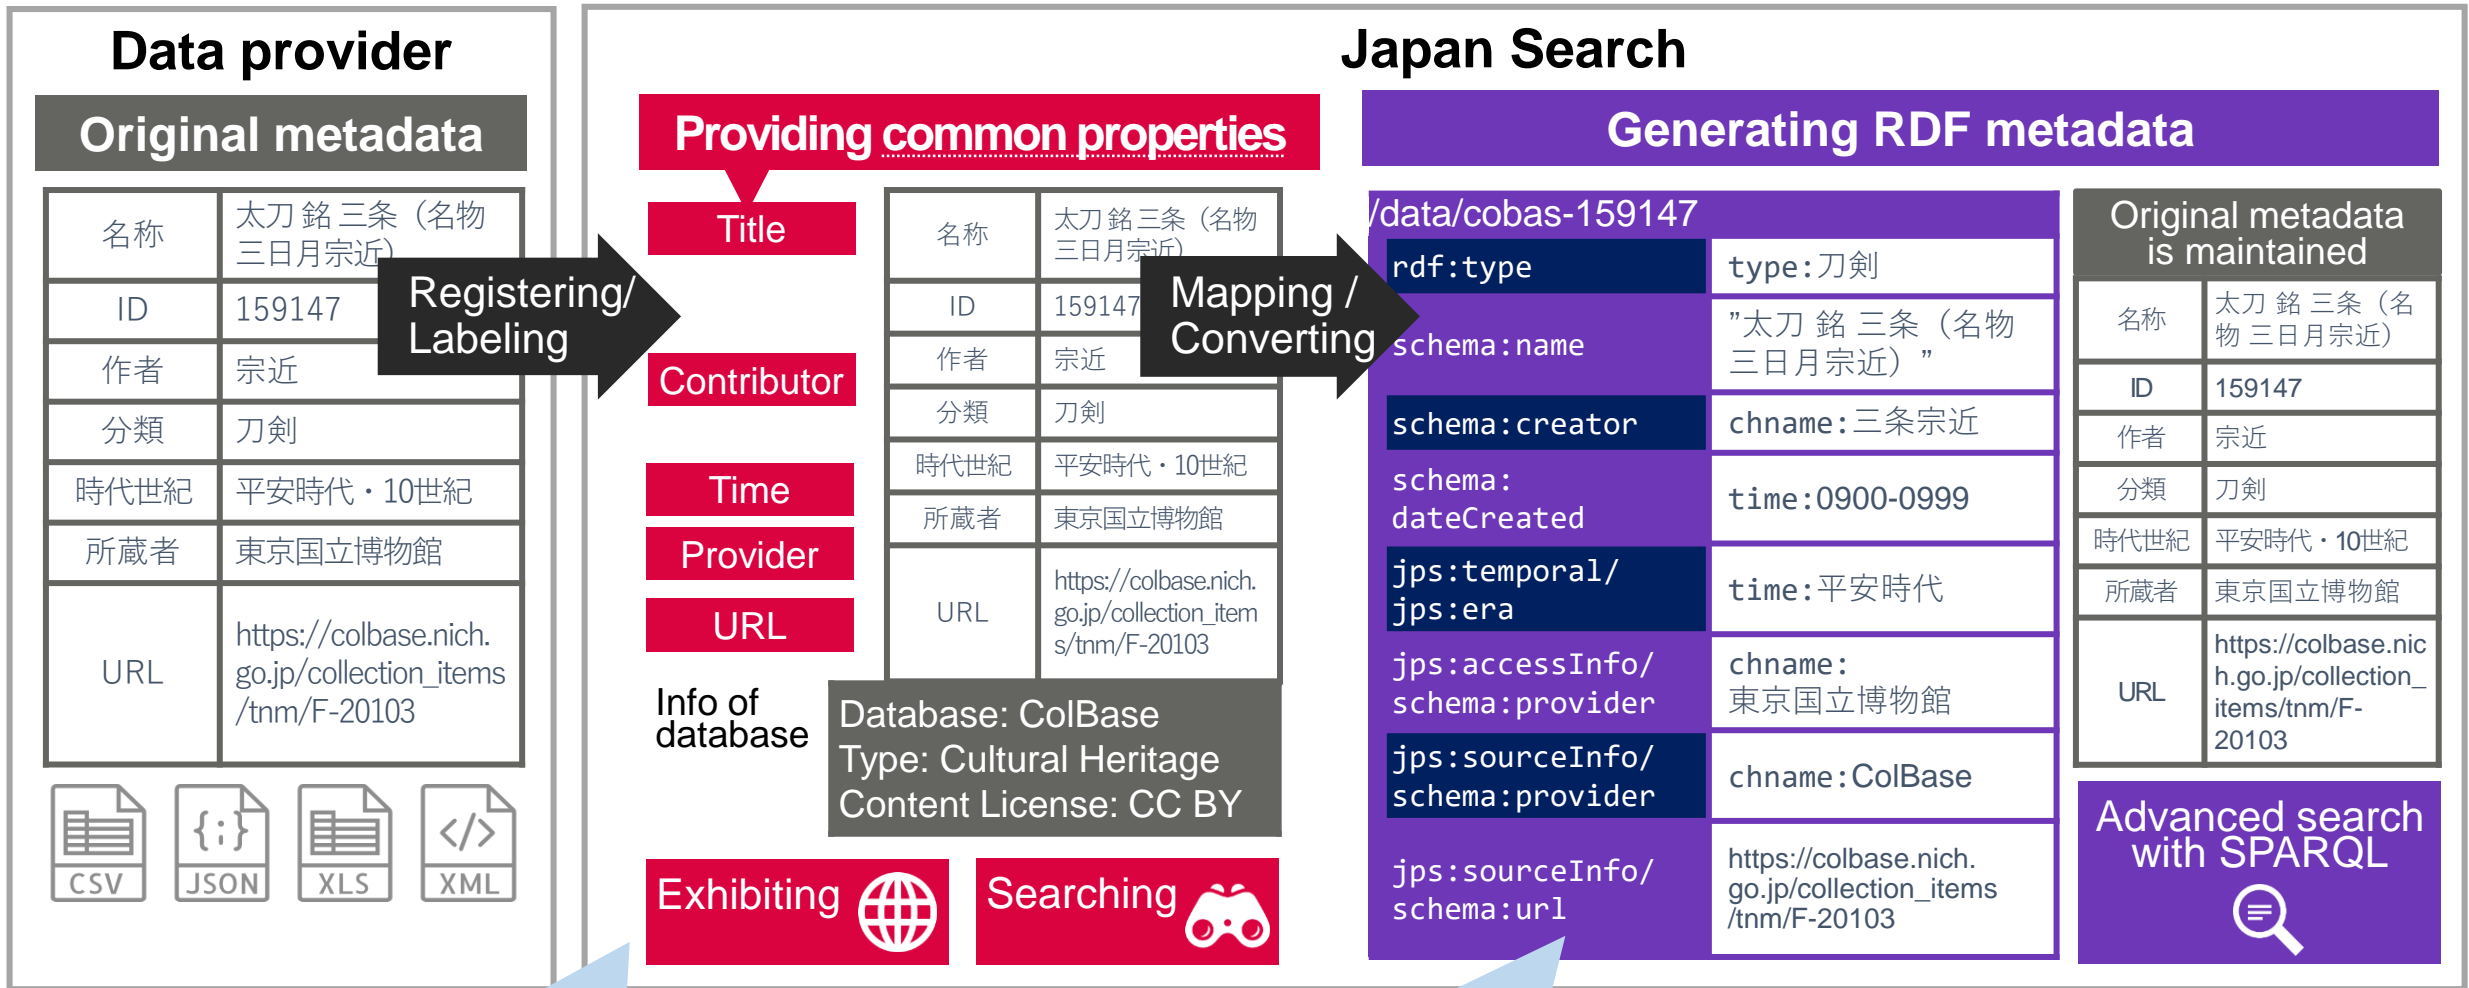 Data provider
Original metadata
名称
太刀 銘 三条（名物
三日月宗近）
ID
159147
作者
宗近
分類
刀剣
時代世紀
平安時代・10世紀
所蔵者
東京国立博物館
URL
https://colbase.nich.
go.jp/collection_items
/tnm/F-20103
CSV
JSON
XLS
XML
Registering/
Labeling
Japan Search
Providing common properties
Title
Contributor
Time
Provider
URL
Info of
database
名称
太刀 銘 三条（名物
三日月宗近）
ID
159147
作者
宗近
分類
刀剣
時代世紀
平安時代・10世紀
所蔵者
東京国立博物館
URL
https://colbase.nich.
go.jp/collection_item
s/tnm/F-20103
Database: ColBase
Type: Cultural Heritage
Content License: CC BY
Exhibiting
Searching
Mapping /
Converting
Generating RDF metadata
/data/cobas-159147
rdf:type
type:刀剣
schema:name
”太刀 銘 三条（名物
三日月宗近）”
schema:creator
chname:三条宗近
schema:
dateCreated
time:0900-0999
jps:temporal/
jps:era
time:平安時代
jps:accessInfo/
schema:provider
chname:
東京国立博物館
jps:sourceInfo/
schema:provider
chname:ColBase
jps:sourceInfo/
schema:url
https://colbase.nich.
go.jp/collection_items
/tnm/F-20103
Original metadata
is maintained
名称
太刀 銘 三条（名
物 三日月宗近）
ID
159147
作者
宗近
分類
刀剣
時代世紀
平安時代・10世紀
所蔵者
東京国立博物館
URL
https://colbase.nic
h.go.jp/collection_
items/tnm/F-
20103
Advanced search
with SPARQL